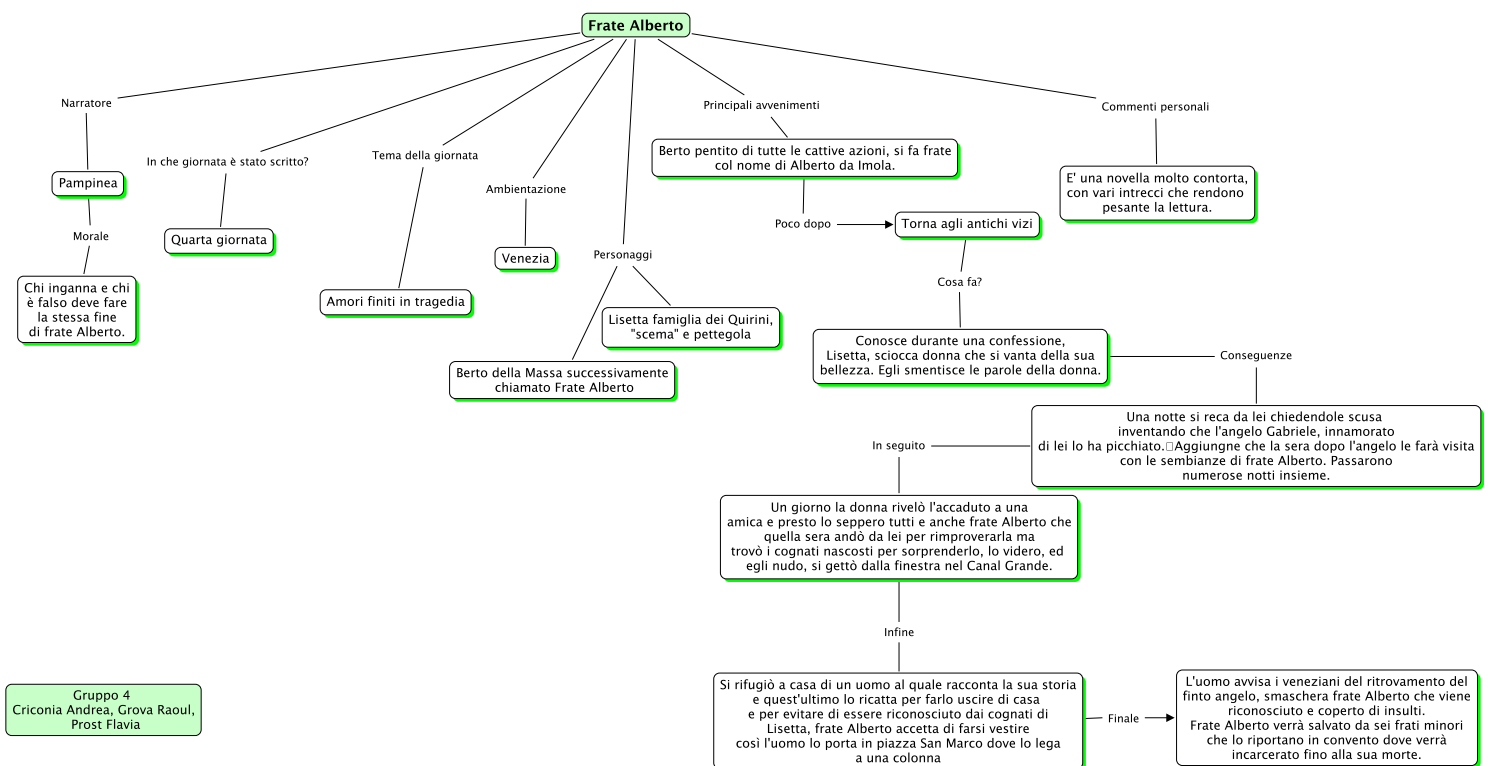 Frate Alberto
Narratore
Pampinea
Morale
Chi inganna e chi
è falso deve fare
la stessa fine
di frate Alberto.
In che giornata è stato scritto?
Quarta giornata
Tema della giornata
Amori finiti in tragedia
Ambientazione
Venezia
Personaggi
Lisetta famiglia dei Quirini,
"scema" e pettegola
Berto della Massa successivamente
chiamato Frate Alberto
Principali avvenimenti
Berto pentito di tutte le cattive azioni, si fa frate
col nome di Alberto da Imola.
Poco dopo
Torna agli antichi vizi
Cosa fa?
Conosce durante una confessione,
Lisetta, sciocca donna che si vanta della sua
bellezza. Egli smentisce le parole della donna.
Conseguenze
Una notte si reca da lei chiedendole scusa
inventando che l'angelo Gabriele, innamorato
di lei lo ha picchiato.□Aggiungne che la sera dopo l'angelo le farà visita
con le sembianze di frate Alberto. Passarono
numerose notti insieme.
In seguito
Un giorno la donna rivelò l'accaduto a una
amica e presto lo seppero tutti e anche frate Alberto che
quella sera andò da lei per rimproverarla ma
trovò i cognati nascosti per sorprenderlo, lo videro, ed
egli nudo, si gettò dalla finestra nel Canal Grande.
Infine
Si rifugiò a casa di un uomo al quale racconta la sua storia
e quest'ultimo lo ricatta per farlo uscire di casa
e per evitare di essere riconosciuto dai cognati di
Lisetta, frate Alberto accetta di farsi vestire
così l'uomo lo porta in piazza San Marco dove lo lega
a una colonna
Finale
L'uomo avvisa i veneziani del ritrovamento del
finto angelo, smaschera frate Alberto che viene
riconosciuto e coperto di insulti.
Frate Alberto verrà salvato da sei frati minori
che lo riportano in convento dove verrà
incarcerato fino alla sua morte.
Commenti personali
E' una novella molto contorta,
con vari intrecci che rendono
pesante la lettura.
Gruppo 4
Criconia Andrea, Grova Raoul,
Prost Flavia